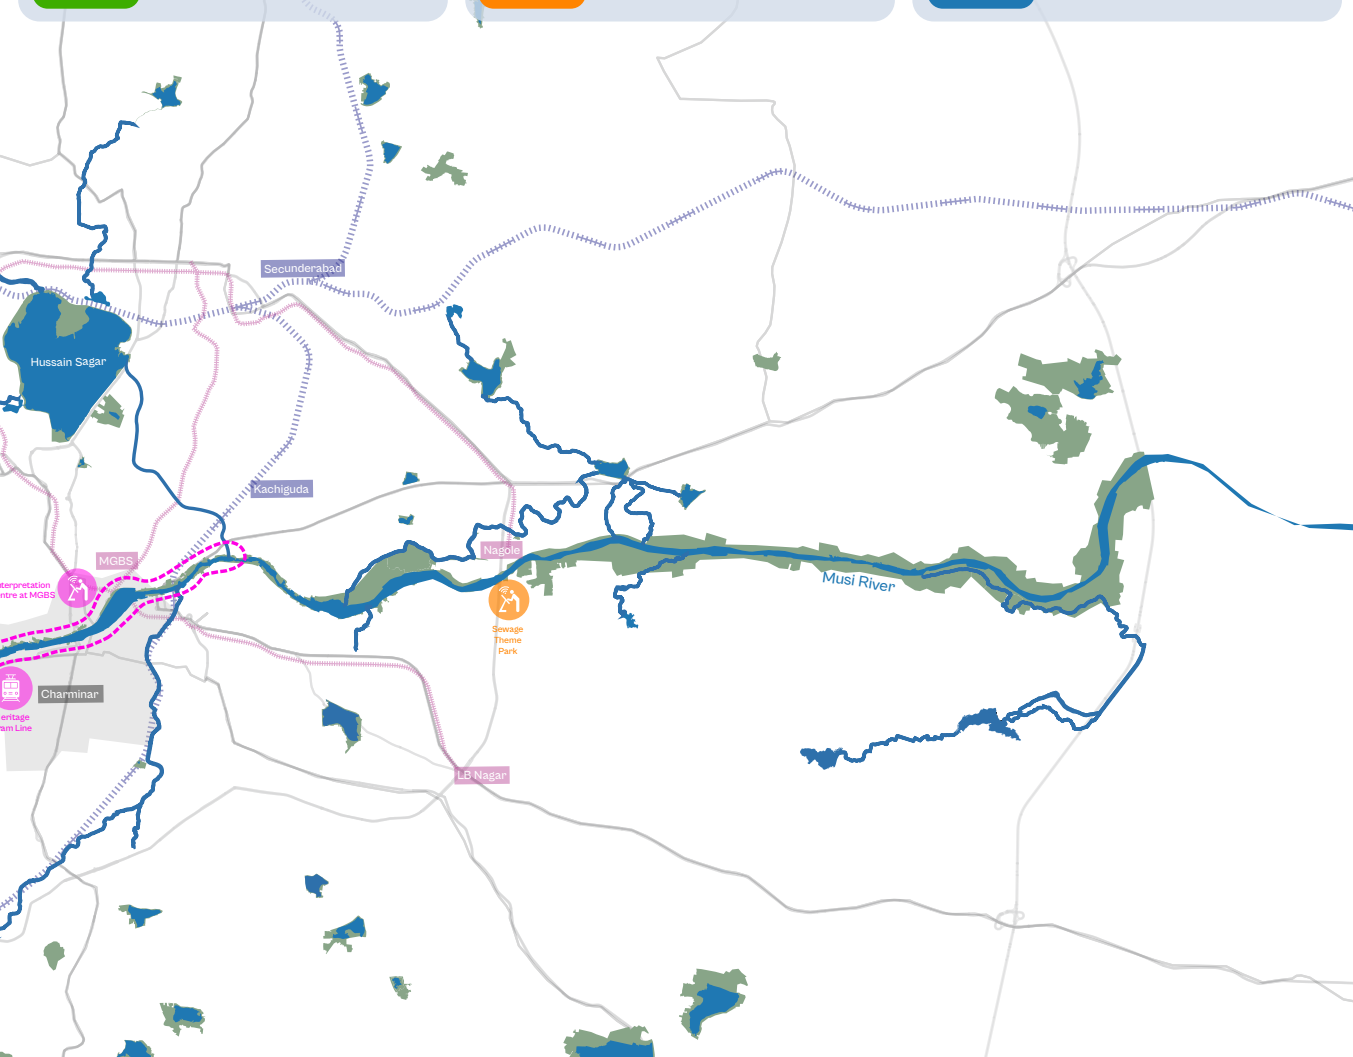 Secunderabad
Hussain Sagar
Kachiguda
MGBS
Nagole
Musi River
nterpretation
ntre at MGBS
Sewage
Theme
Park
Charminar
eritage
am Line
LB Nagar